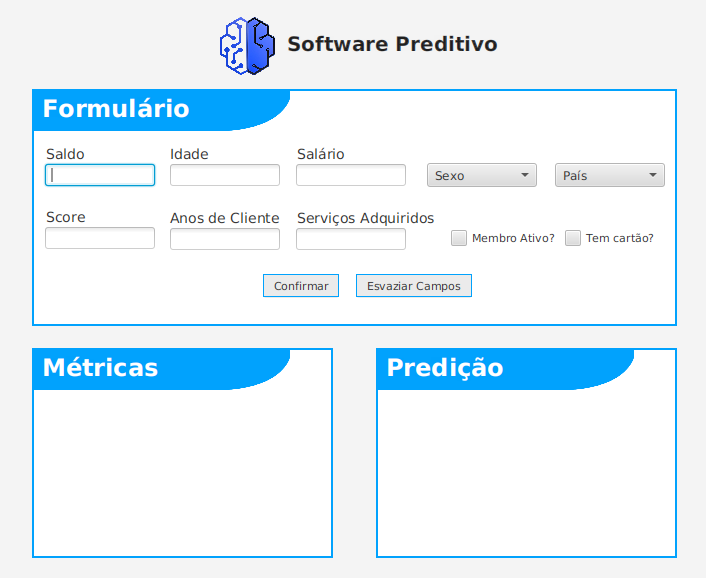 Software Preditivo
Formulário
Saldo
Idade
Salário
Sexo
País
Score
Anos de Cliente
Serviços Adquiridos
Membro Ativo?
Tem cartão?
Confirmar
Esvaziar Campos
Métricas
Predição